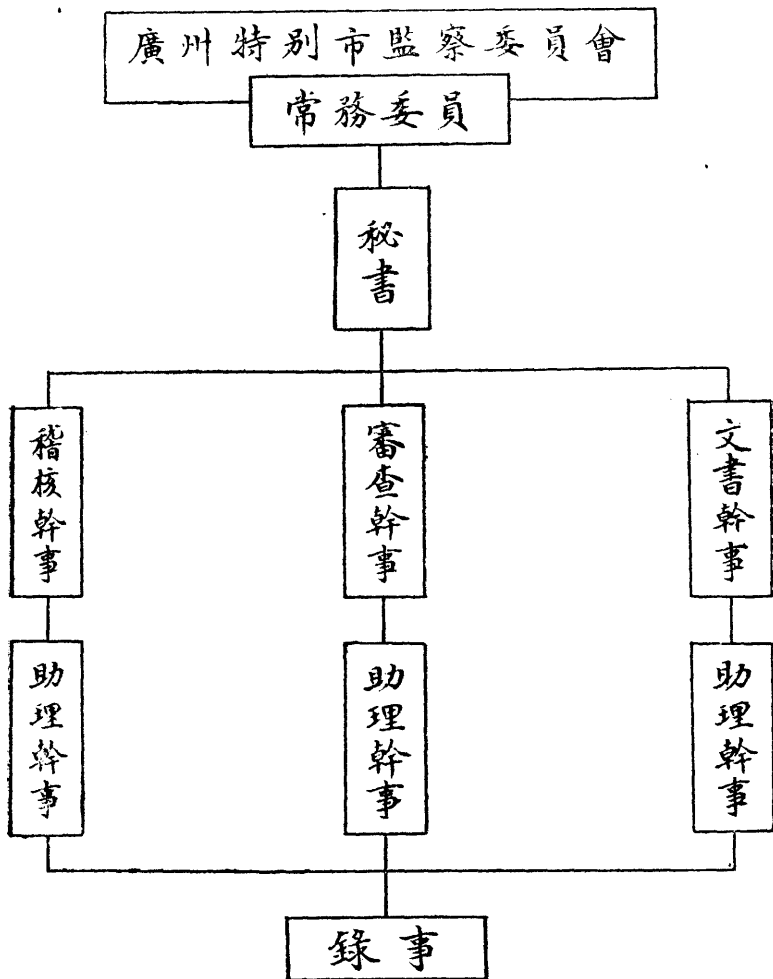 廣州特别市監察委員會
常務委員
秘書
文書幹事
審查幹事
稽核幹事
助理幹事
助理幹事
助理幹事
錄事